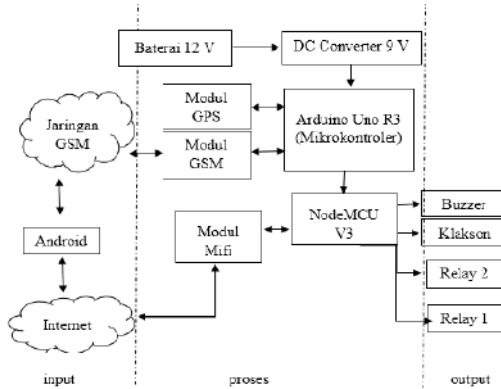 Baterai 12 V
DC Converter 9 V
Jaringan
GSM
Modul
GPS
Modul
GSM
Arduino Uno R3
(Mikrokontroler)
Android
Modul
Mifi
NodeMCU
V3
Buzzer
Klakson
Relay 2
Internet
Relay 1
input
proses
output